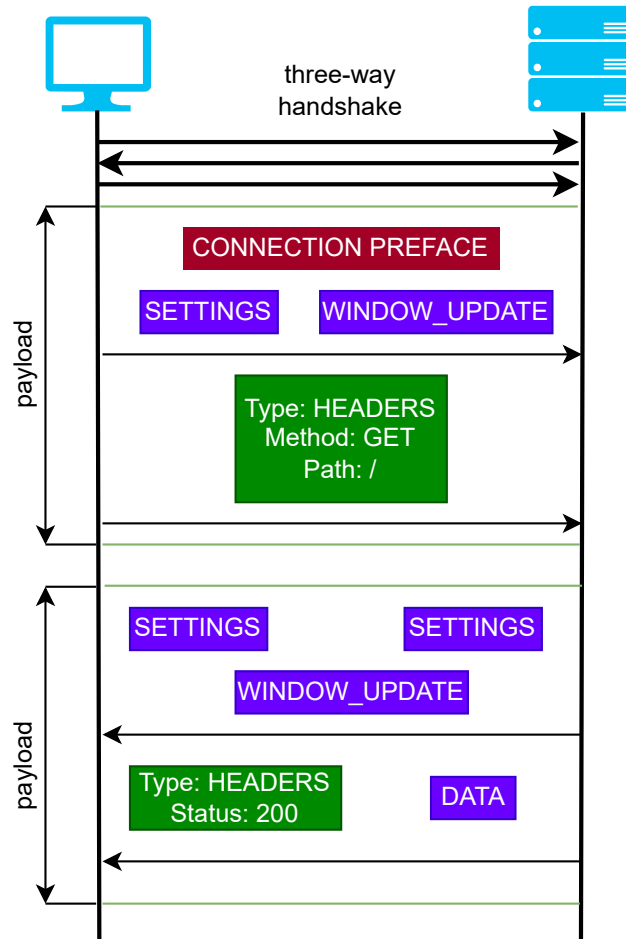 three-way
handshake
CONNECTION PREFACE
SETTINGS
WINDOW_UPDATE
payload
Type: HEADERS
Method: GET
Path: /
SETTINGS
SETTINGS
WINDOW_UPDATE
payload
Type: HEADERS
Status: 200
DATA